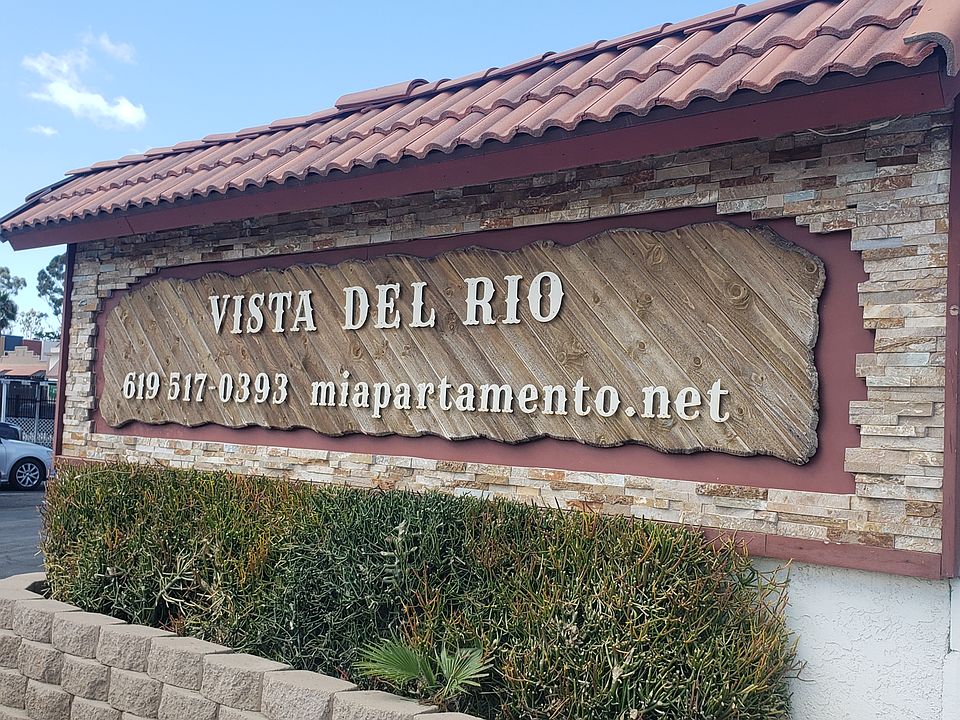 VISTA DEL RIO
619 517-0393 miapartamento.net